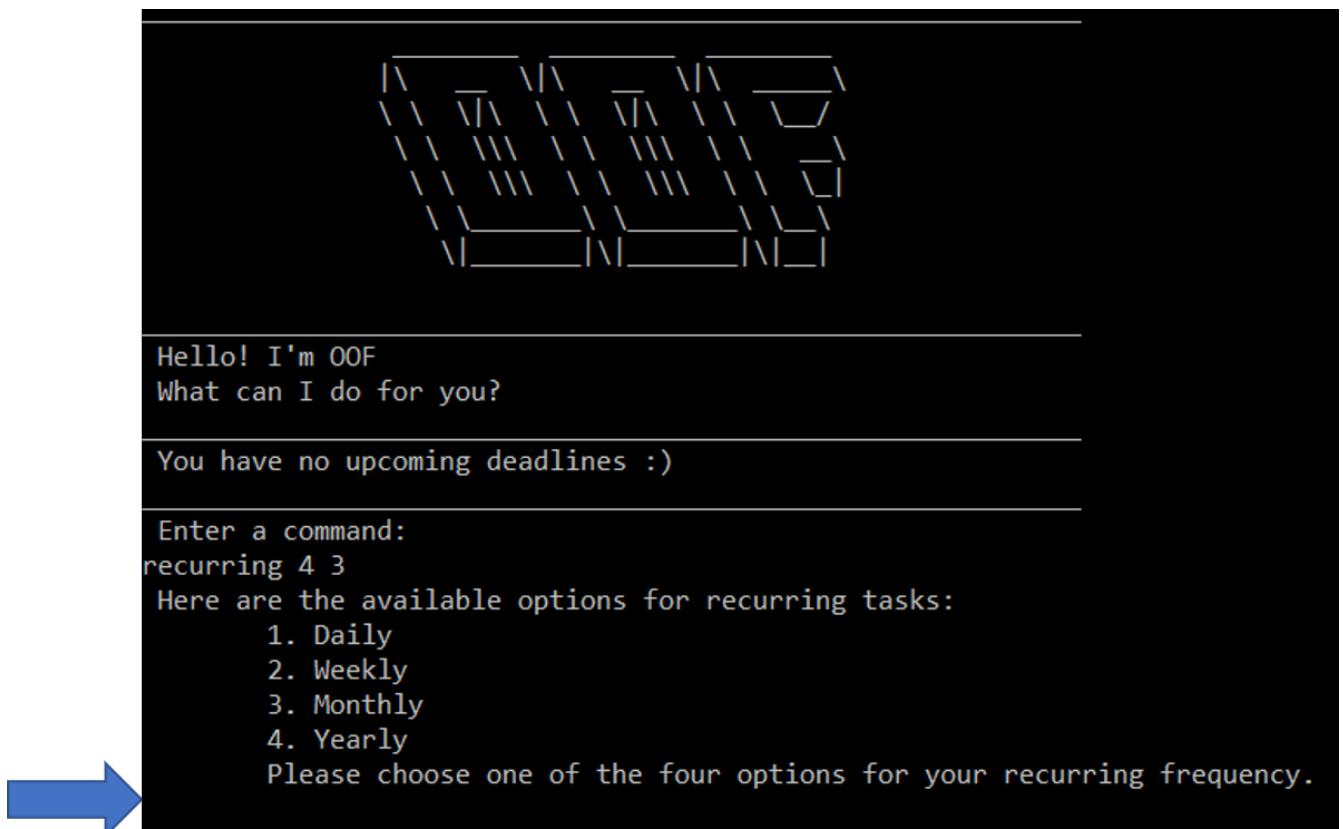 OOF
Hello! I'm OOF
What can I do for you?
You have no upcoming deadlines :)
Enter a command:
recurring 4 3
Here are the available options for recurring tasks:
1. Daily
2. Weekly
3. Monthly
4. Yearly
Please choose one of the four options for your recurring frequency.